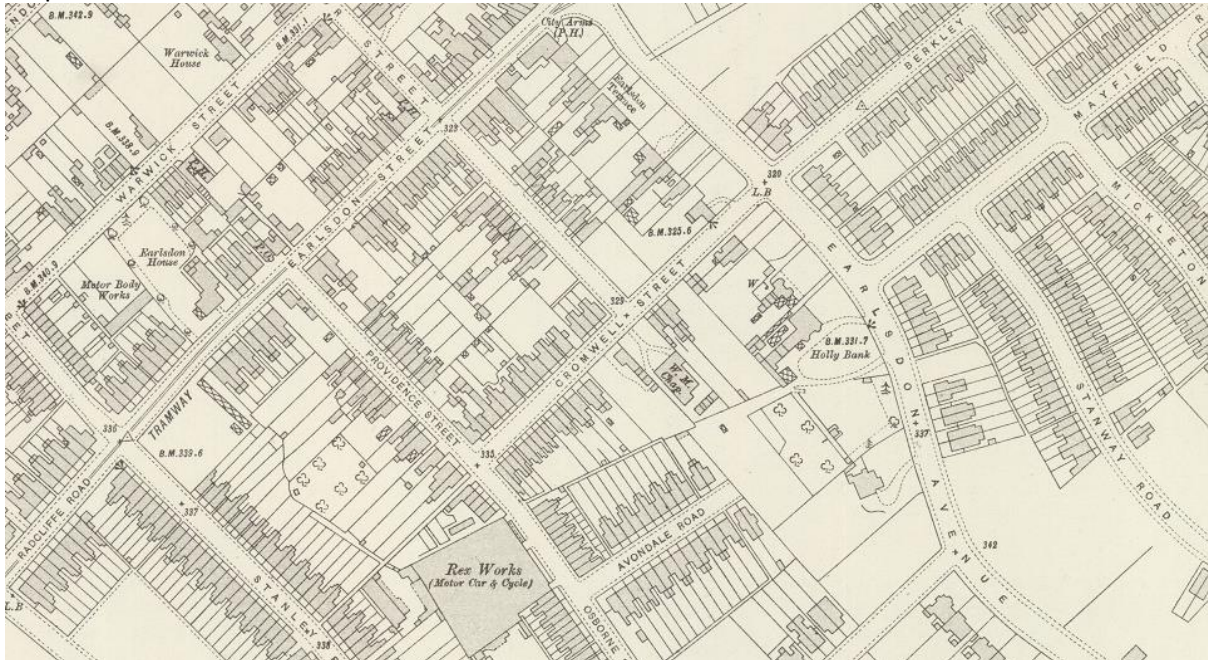 B.M.342.9
Warwick
House
B.M.331.1
STREET
City Arms
(P.H.)
Earlsdon
Terrace
BERKLEY
MAYFIELD R
B.M.338.9
WARWICK STREET
P.H.
323
320
L.B
MICKLETON
EARLSDON STREET
B.M.325.6
Earlsdon
House
B.M.340.9
Motor Body
Works
BET
329
CROMWELL STREET
W
B.M.331.7
Holly Bank
EARLSDON AVENUE
PROVIDENCE STREET
W. M.
Chap.
STANWAY ROAD
TRAMWAY
336
B.M.339.6
335
337
337
RADCLIFFE ROAD
AVONDALE ROAD
342
Rex Works
(Motor Car & Cycle)
STANLEY
OSBORNE
L.B
338